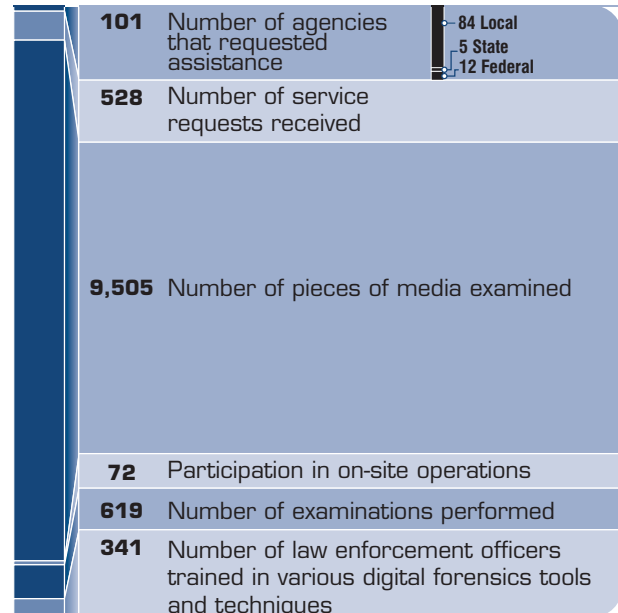 101 Number of agencies
that requested
assistance
84 Local
5 State
12 Federal
528 Number of service
requests received
9,505 Number of pieces of media examined
72 Participation in on-site operations
619 Number of examinations performed
341 Number of law enforcement officers
trained in various digital forensics tools
and techniques